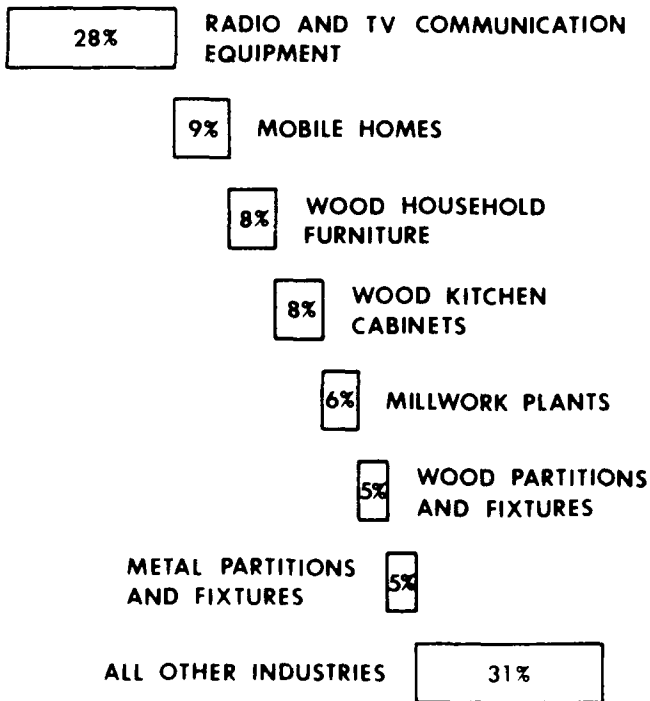 28%
RADIO AND TV COMMUNICATION
EQUIPMENT
9%
MOBILE HOMES
8%
WOOD HOUSEHOLD
FURNITURE
8%
WOOD KITCHEN
CABINETS
6%
MILLWORK PLANTS
5%
WOOD PARTITIONS
AND FIXTURES
METAL PARTITIONS
AND FIXTURES
5%
ALL OTHER INDUSTRIES
31%